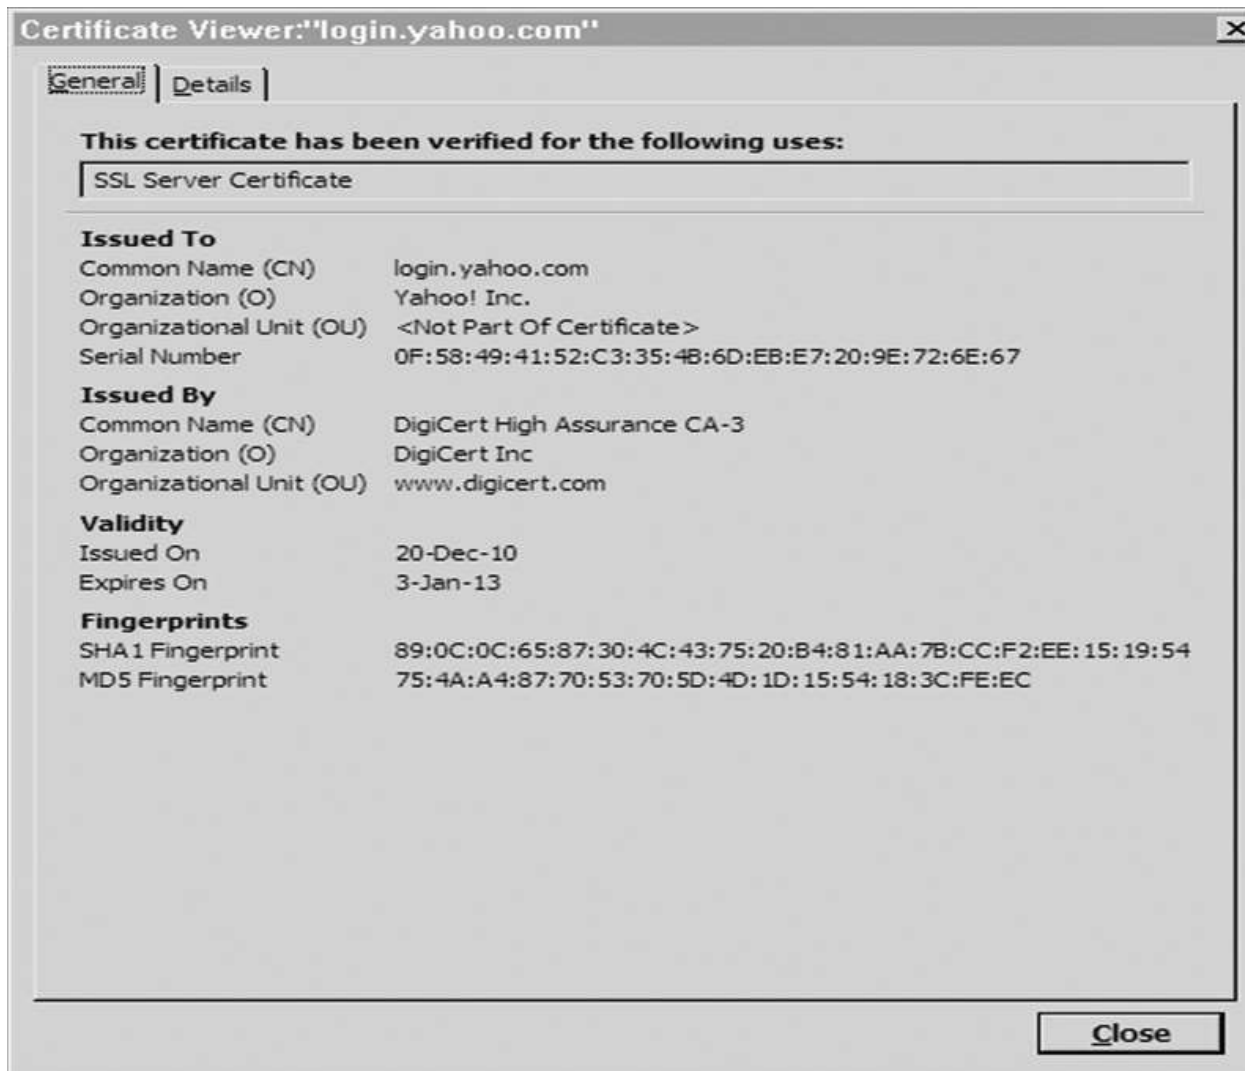 Certificate Viewer:"login.yahoo.com"
General Details
This certificate has been verified for the following uses:
SSL Server Certificate
Issued To
Common Name (CN) login.yahoo.com
Organization (O) Yahoo! Inc.
Organizational Unit (OU) <Not Part Of Certificate>
Serial Number 0F:58:49:41:52:C3:35:4B:6D:EB:E7:20:9E:72:6E:67
Issued By
Common Name (CN) DigiCert High Assurance CA-3
Organization (O) DigiCert Inc
Organizational Unit (OU) www.digicert.com
Validity
Issued On 20-Dec-10
Expires On 3-Jan-13
Fingerprints
SHA1 Fingerprint 89:0C:0C:65:87:30:4C:43:75:20:B4:81:AA:7B:CC:F2:EE:15:19:54
MD5 Fingerprint 75:4A:A4:87:70:53:70:5D:4D:1D:15:54:18:3C:FE:EC
Close